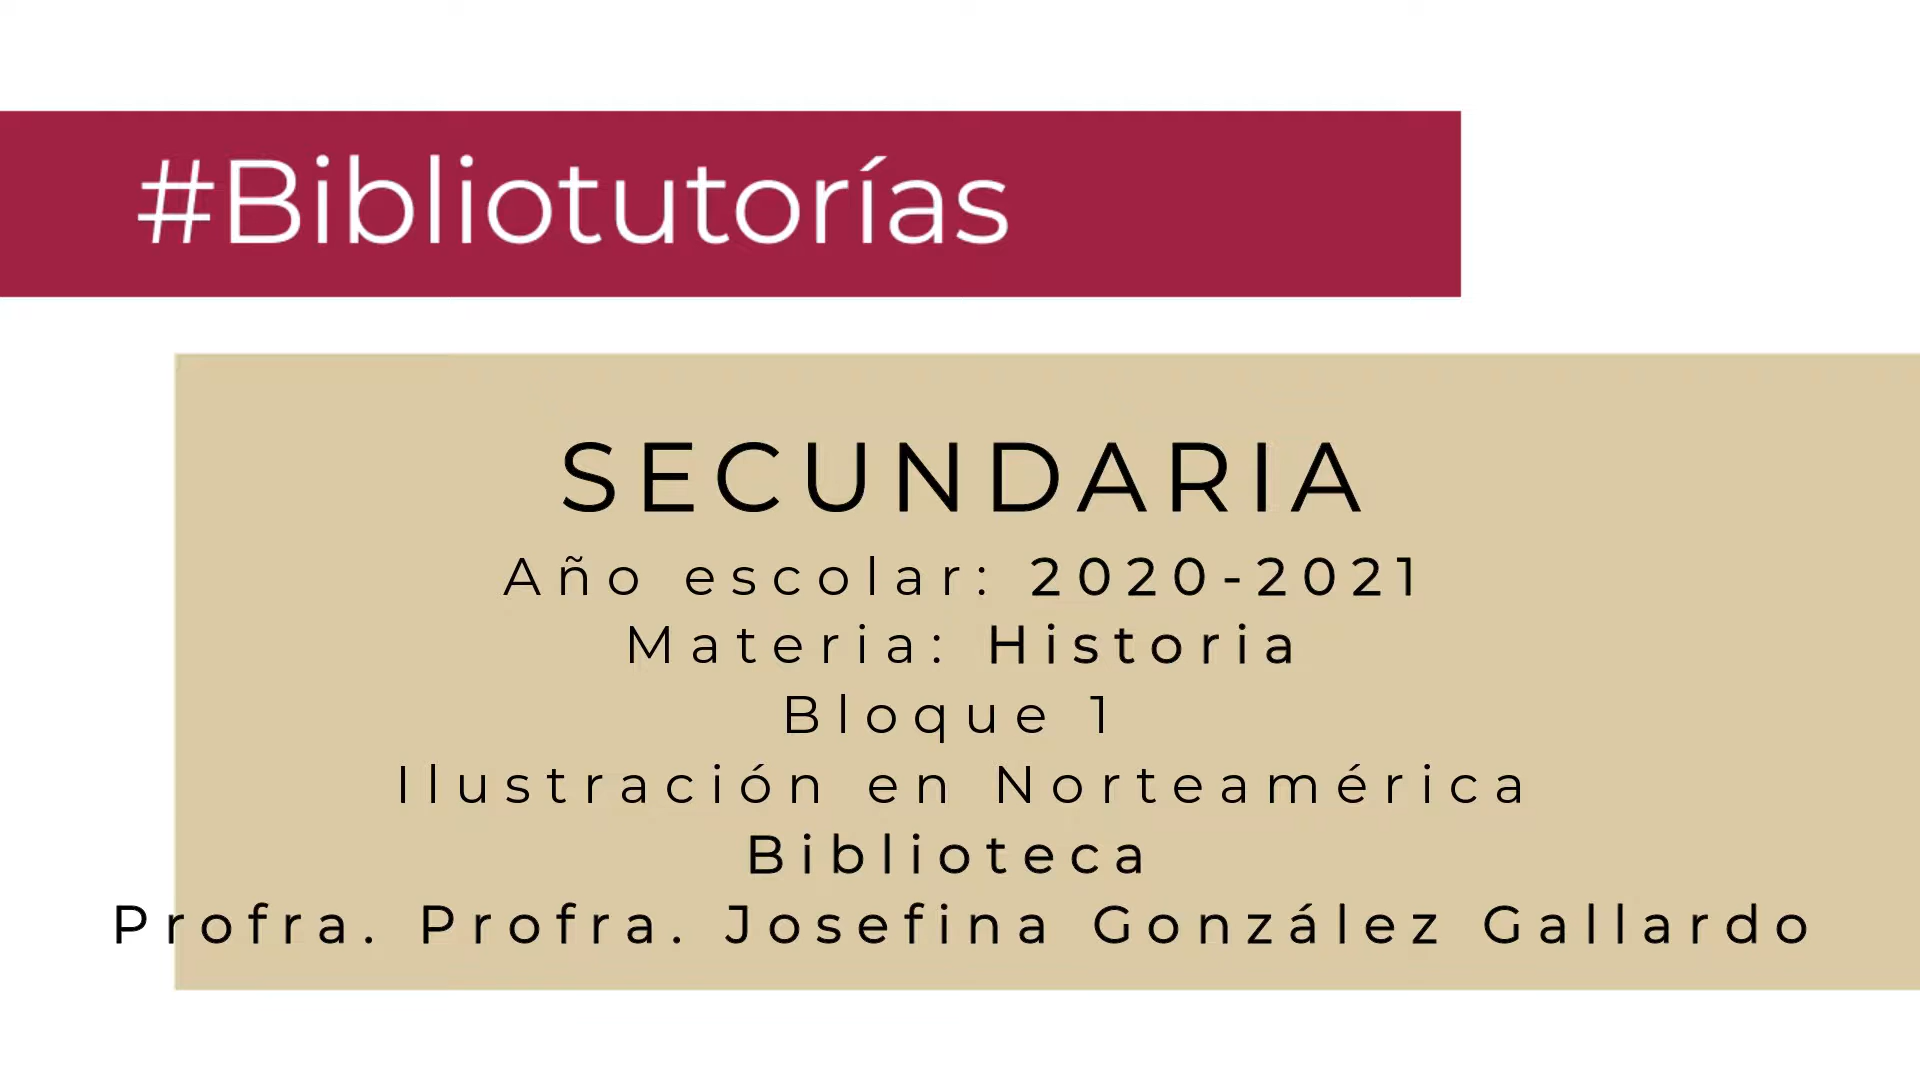 #Bibliotutorías
SECUNDARIA
Año escolar: 2020-2021
Materia: Historia
Bloque 1
Ilustración en Norteamérica
Biblioteca
Profra. Profra. Josefina González Gallardo